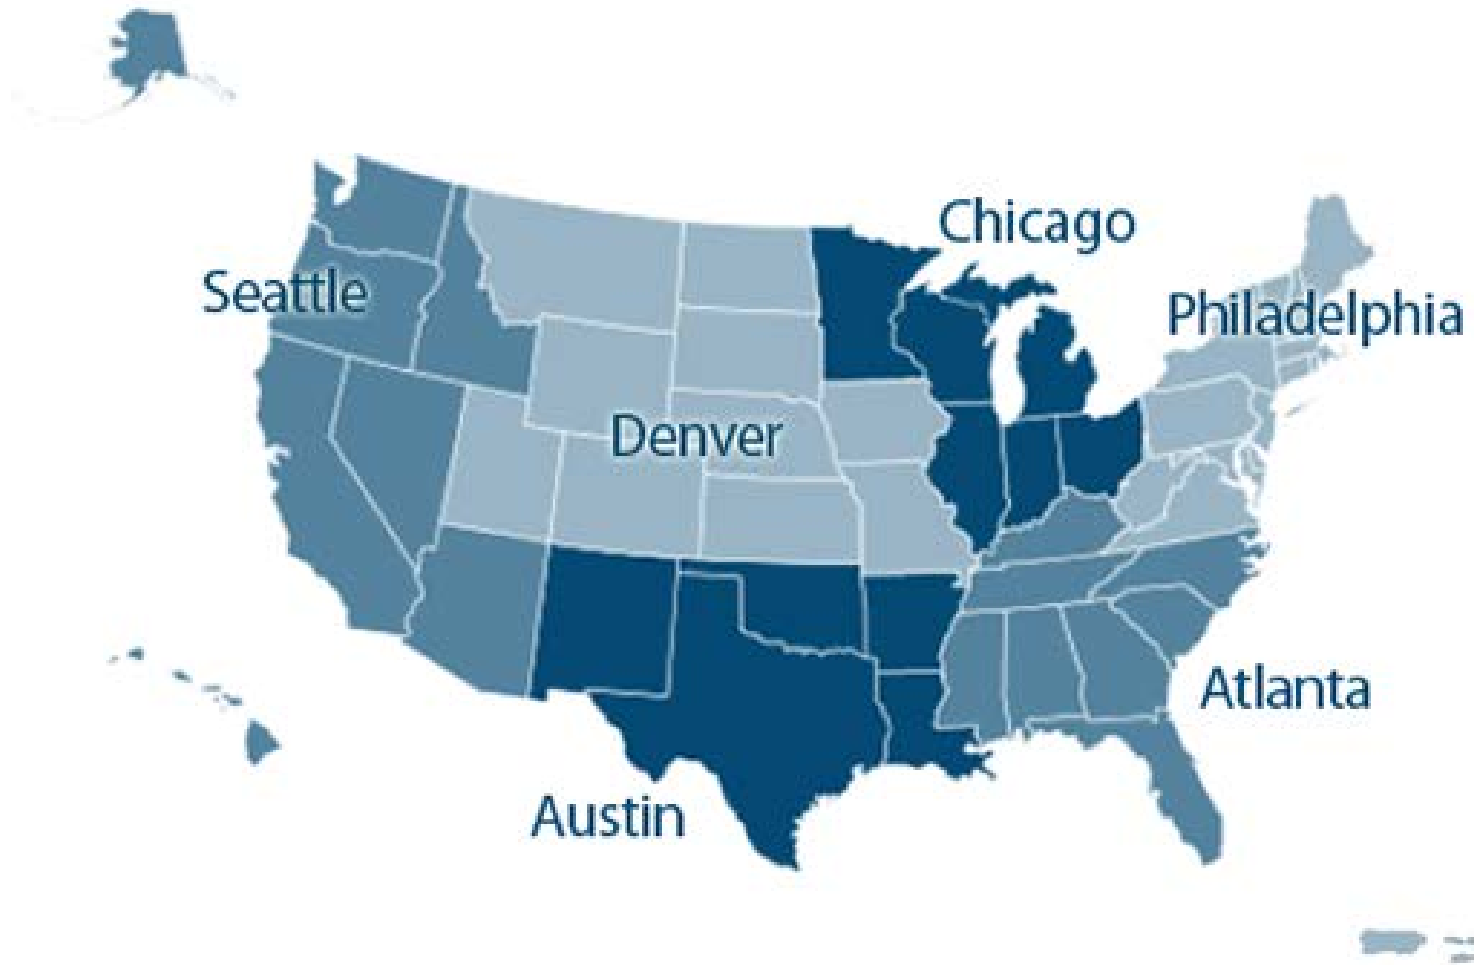 Chicago
Seattle
Philadelphia
Denver
Atlanta
Austin